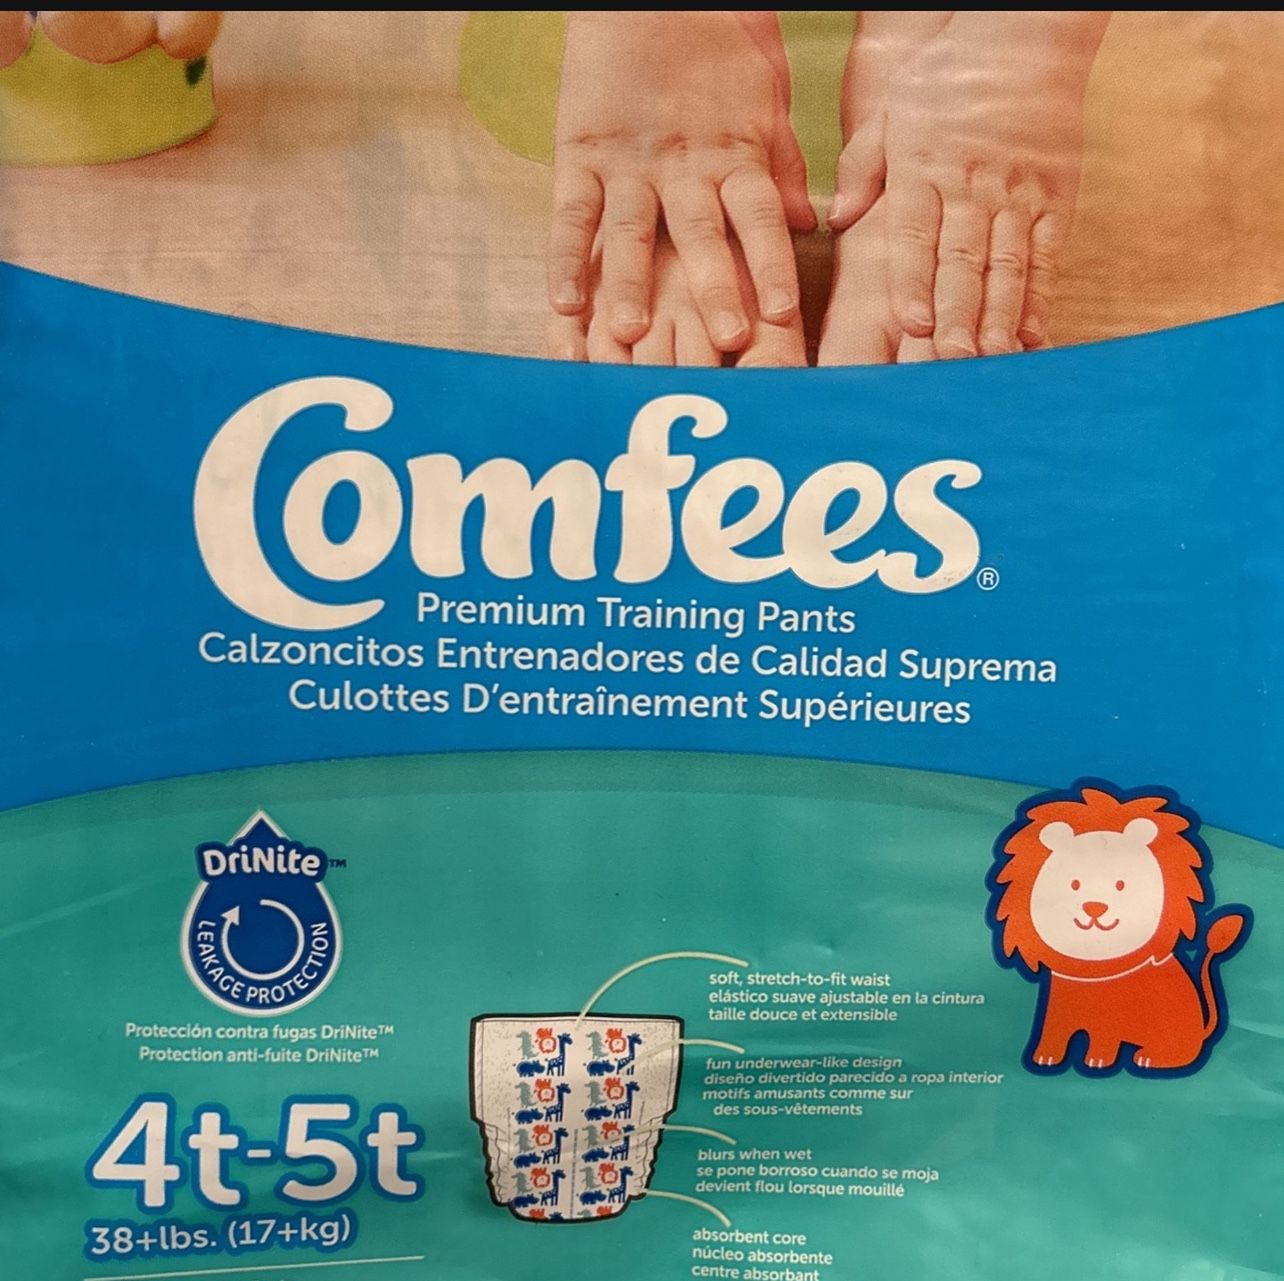 Comfees®
Premium Training Pants
Calzoncitos Entrenadores de Calidad Suprema
Culottes D'entraînement Supérieures
DriNite™
LEAKAGE PROTECTION
Protección contra fugas DriNite™
Protection anti-fuite DriNite™
4t-5t
38+lbs. (17+kg)
soft, stretch-to-fit waist
elástico suave ajustable en la cintura
taille douce et extensible
fun underwear-like design
diseño divertido parecido a ropa interior
motifs amusants comme sur
des sous-vêtements
blurs when wet
se pone borroso cuando se moja
devient flou lorsque mouillé
absorbent core
núcleo absorbente
centre absorbant